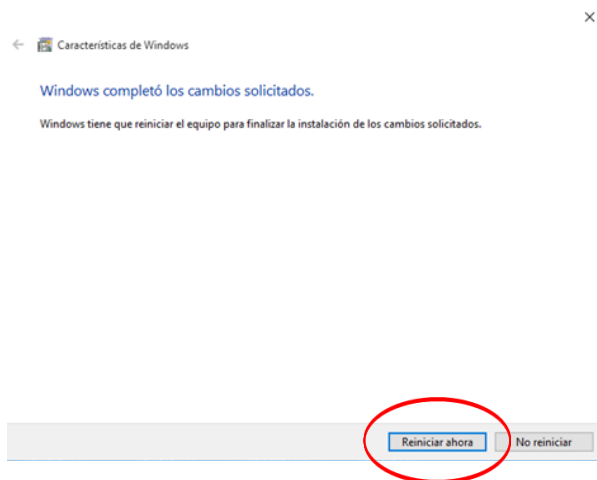 Características de Windows
Windows completó los cambios solicitados.
Windows tiene que reiniciar el equipo para finalizar la instalación de los cambios solicitados.
Reiniciar ahora No reiniciar